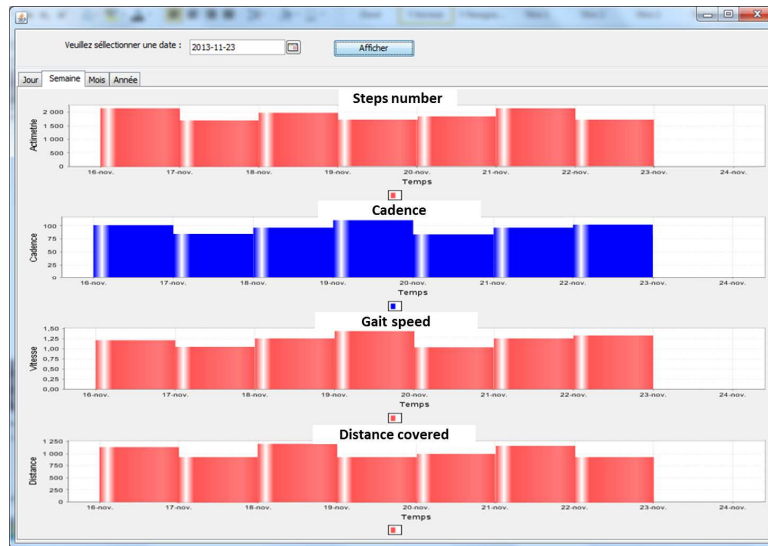 Veuillez sélectionner une date : 2013-11-23 Afficher
Jour Semaine Mois Année
Steps number
Actimetrie
2 000
1 500
1 000
500
0
16-nov. 17-nov. 18-nov. 19-nov. 20-nov. 21-nov. 22-nov. 23-nov. 24-nov.
Temps
Cadence
Cadence
100
75
50
25
0
16-nov. 17-nov. 18-nov. 19-nov. 20-nov. 21-nov. 22-nov. 23-nov. 24-nov.
Temps
Gait speed
Vitesse
1,50
1,25
1,00
0,75
0,50
0,25
0,00
16-nov. 17-nov. 18-nov. 19-nov. 20-nov. 21-nov. 22-nov. 23-nov. 24-nov.
Temps
Distance covered
Distance
1 250
1 000
750
500
250
0
16-nov. 17-nov. 18-nov. 19-nov. 20-nov. 21-nov. 22-nov. 23-nov. 24-nov.
Temps